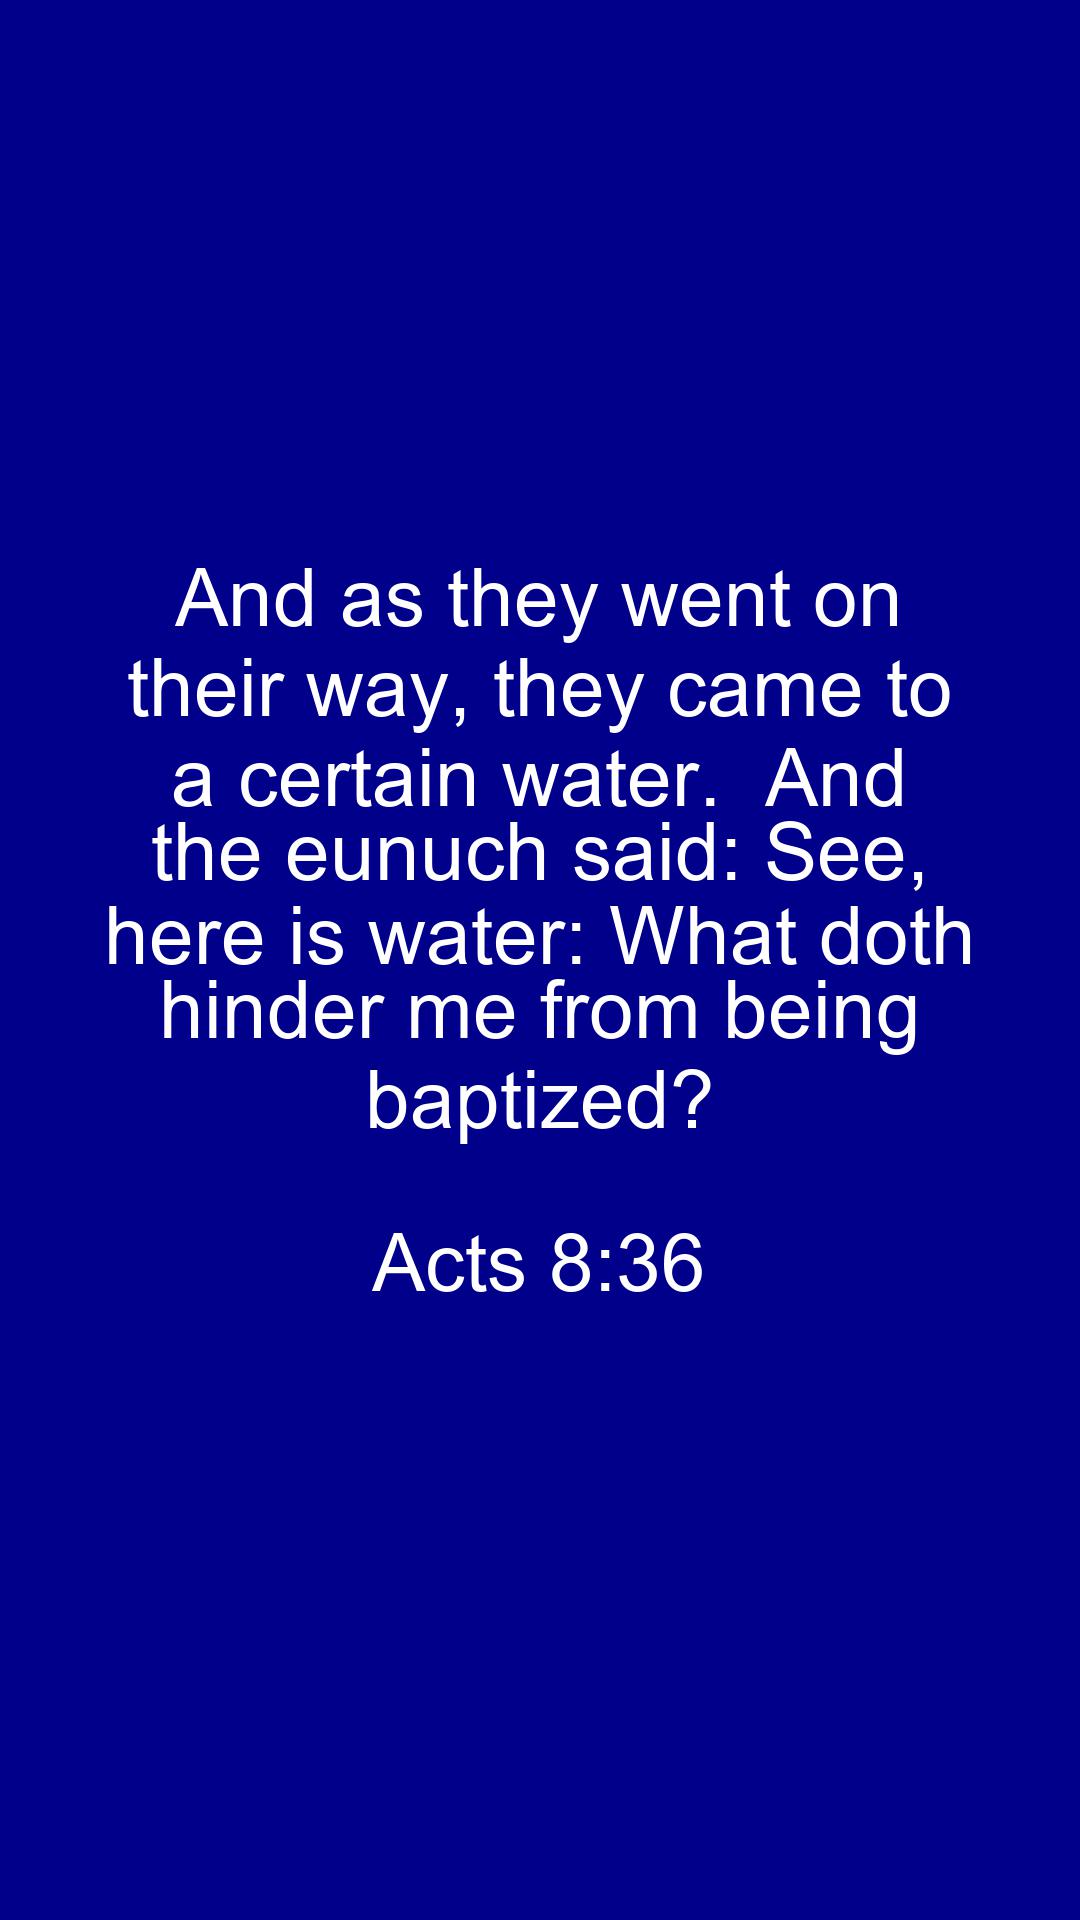 And as they went on
their way, they came to
a certain water.  And
the eunuch said: See,
here is water: What doth
hinder me from being
baptized?
Acts 8:36